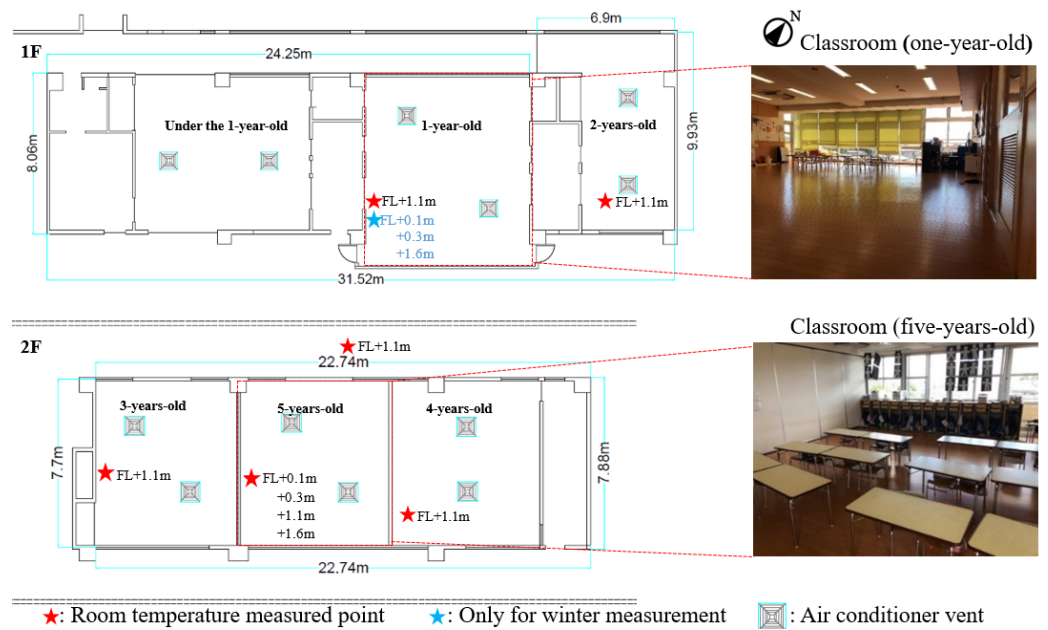 6.9m
N
1F
Classroom (one-year-old)
24.25m
Under the 1-year-old
1-year-old
2-years-old
8.06m
9.93m
FL+1.1m
FL+1.1m
FL+0.1m
+0.3m
+1.6m
31.52m
Classroom (five-years-old)
2F
FL+1.1m
22.74m
3-years-old
5-years-old
4-years-old
7.7m
7.88m
FL+1.1m
FL+0.1m
+0.3m
+1.1m
+1.6m
FL+1.1m
22.74m
: Room temperature measured point
: Only for winter measurement
: Air conditioner vent